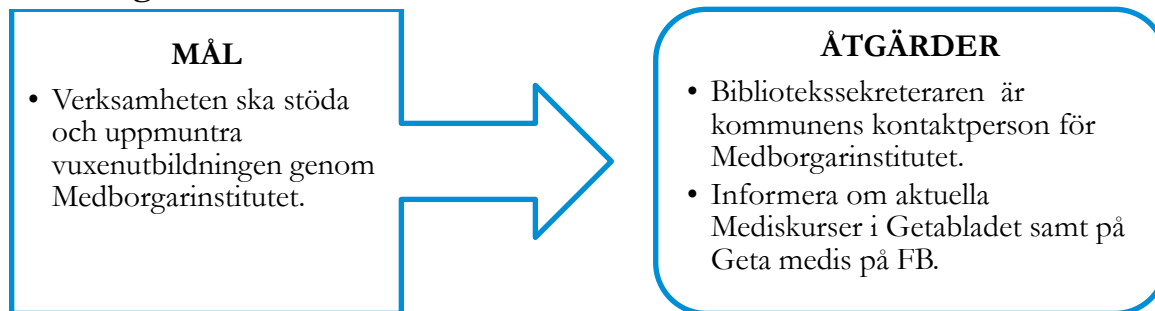 MÅL
• Verksamheten ska stöda
och uppmuntra
vuxenutbildningen genom
Medborgarinstitutet.
ÅTGÄRDER
• Bibliotekssekreteraren är
kommunens kontaktperson för
Medborgarinstitutet.
• Informera om aktuella
Mediskurser i Getabladet samt på
Geta medis på FB.